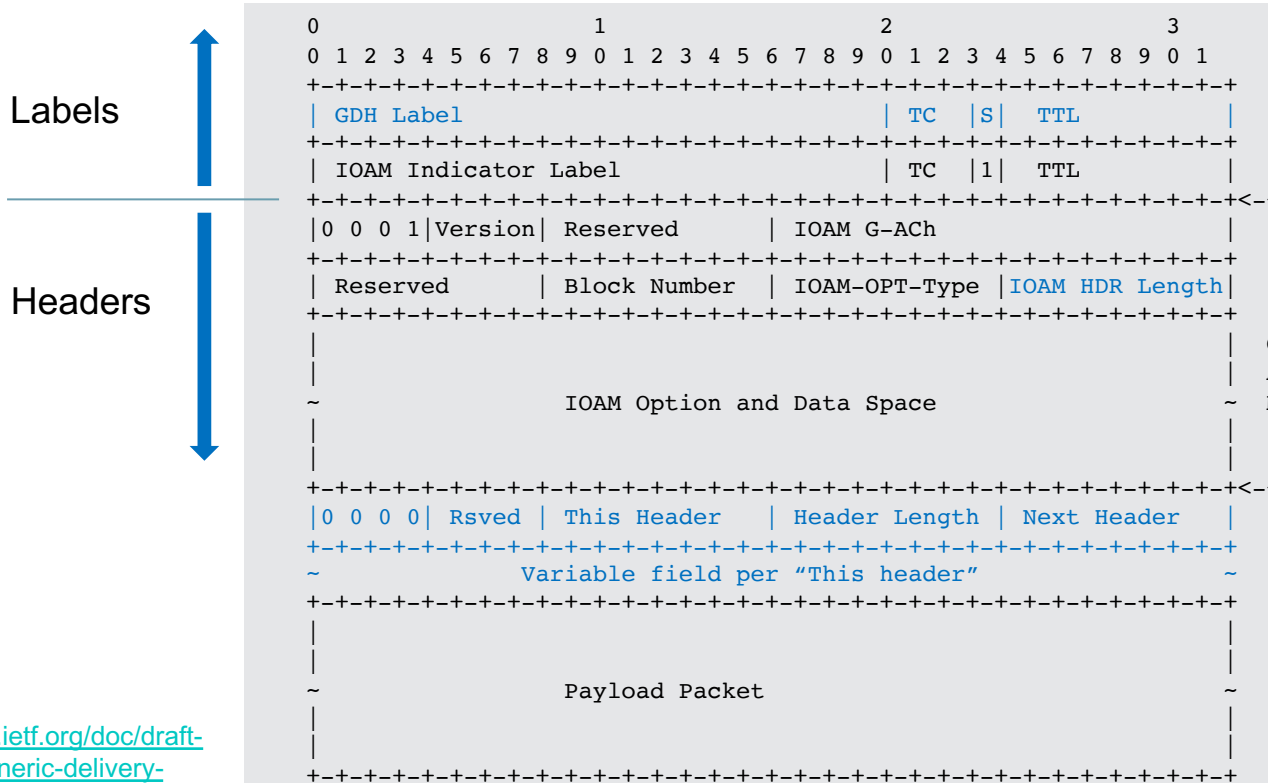 0                   1                   2                   3
0 1 2 3 4 5 6 7 8 9 0 1 2 3 4 5 6 7 8 9 0 1 2 3 4 5 6 7 8 9 0 1
+-+-+-+-+-+-+-+-+-+-+-+-+-+-+-+-+-+-+-+-+-+-+-+-+-+-+-+-+-+-+-+-+
Labels
| GDH Label                             | TC  |S|  TTL          |
+-+-+-+-+-+-+-+-+-+-+-+-+-+-+-+-+-+-+-+-+-+-+-+-+-+-+-+-+-+-+-+-+
| IOAM Indicator Label                  | TC  |1|  TTL          |
+-+-+-+-+-+-+-+-+-+-+-+-+-+-+-+-+-+-+-+-+-+-+-+-+-+-+-+-+-+-+-+-+<-+
|0 0 0 1|Version| Reserved      | IOAM G-ACh                    |
+-+-+-+-+-+-+-+-+-+-+-+-+-+-+-+-+-+-+-+-+-+-+-+-+-+-+-+-+-+-+-+-+
Headers
| Reserved      | Block Number  | IOAM-OPT-Type |IOAM HDR Length|
+-+-+-+-+-+-+-+-+-+-+-+-+-+-+-+-+-+-+-+-+-+-+-+-+-+-+-+-+-+-+-+-+
|                                                               |
|                                                               |
~                 IOAM Option and Data Space                    ~
|                                                               |
|                                                               |
+-+-+-+-+-+-+-+-+-+-+-+-+-+-+-+-+-+-+-+-+-+-+-+-+-+-+-+-+-+-+-+-+<-+
|0 0 0 0| Rsved | This Header   | Header Length | Next Header   |
+-+-+-+-+-+-+-+-+-+-+-+-+-+-+-+-+-+-+-+-+-+-+-+-+-+-+-+-+-+-+-+-+
~              Variable field per “This header”                 ~
+-+-+-+-+-+-+-+-+-+-+-+-+-+-+-+-+-+-+-+-+-+-+-+-+-+-+-+-+-+-+-+-+
|                                                               |
|                                                               |
~                 Payload Packet                                ~
|                                                               |
|                                                               |
+-+-+-+-+-+-+-+-+-+-+-+-+-+-+-+-+-+-+-+-+-+-+-+-+-+-+-+-+-+-+-+-+
ietf.org/doc/draft-
neric-delivery-